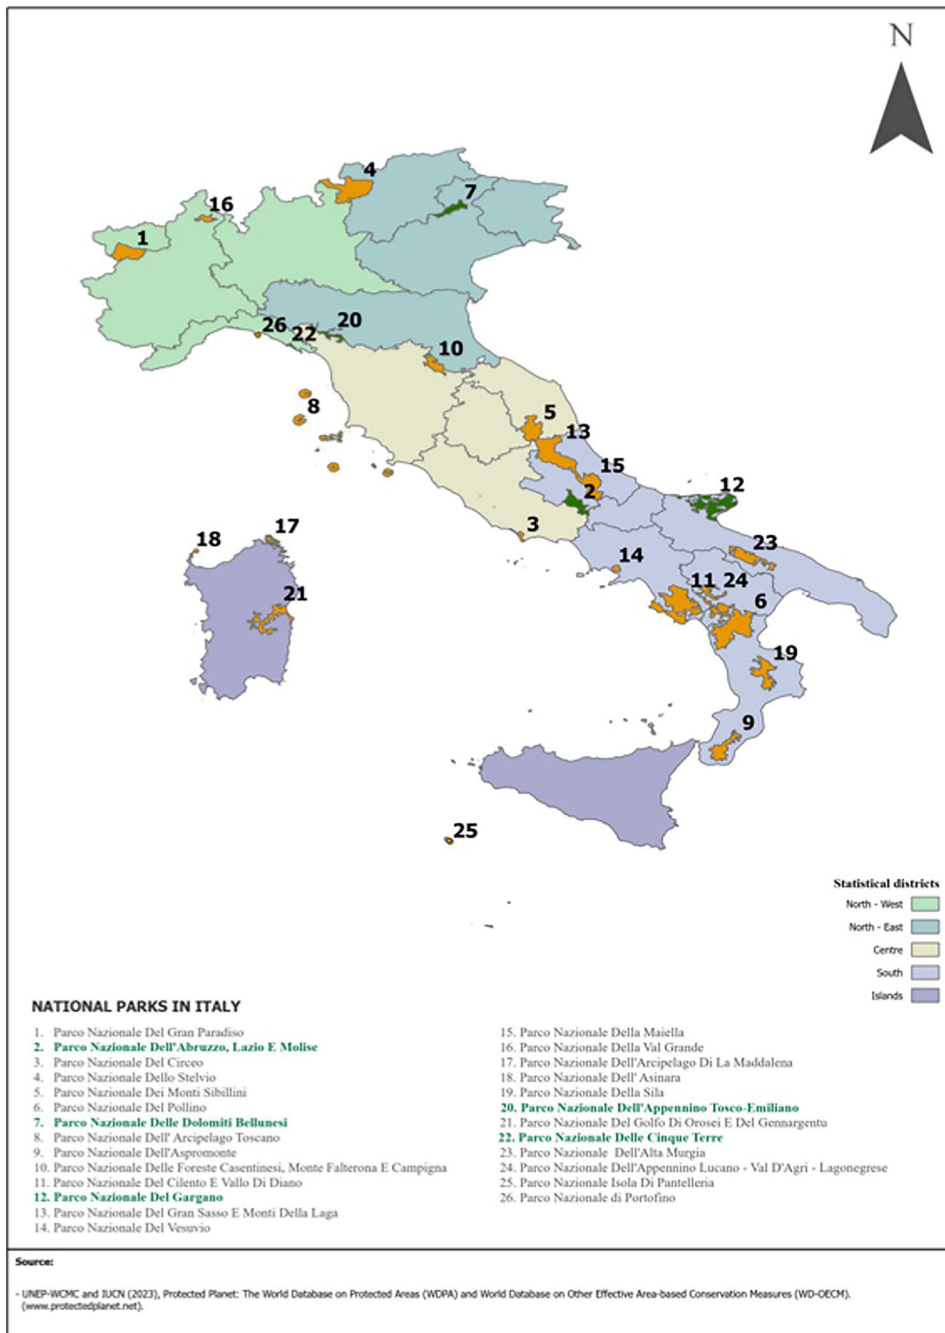 N
4
7
16
1
26
22
20
10
8
5
13
15
2
12
3
23
18
17
14
11
24
6
21
19
9
25
Statistical districts
North - West
North - East
Centre
South
Islands
NATIONAL PARKS IN ITALY
1. Parco Nazionale Del Gran Paradiso
2. Parco Nazionale Dell'Abruzzo, Lazio E Molise
3. Parco Nazionale Del Circeo
4. Parco Nazionale Dello Stelvio
5. Parco Nazionale Dei Monti Sibillini
6. Parco Nazionale Del Pollino
7. Parco Nazionale Delle Dolomiti Bellunesi
8. Parco Nazionale Dell' Arcipelago Toscano
9. Parco Nazionale Dell'Aspromonte
10. Parco Nazionale Delle Foreste Casentinesi, Monte Falterona E Campigna
11. Parco Nazionale Del Cilento E Vallo Di Diano
12. Parco Nazionale Del Gargano
13. Parco Nazionale Del Gran Sasso E Monti Della Laga
14. Parco Nazionale Del Vesuvio
15. Parco Nazionale Della Maiella
16. Parco Nazionale Della Val Grande
17. Parco Nazionale Dell'Arcipelago Di La Maddalena
18. Parco Nazionale Dell' Asinara
19. Parco Nazionale Della Sila
20. Parco Nazionale Dell'Appennino Tosco-Emiliano
21. Parco Nazionale Del Golfo Di Orosei E Del Gennargentu
22. Parco Nazionale Delle Cinque Terre
23. Parco Nazionale Dell'Alta Murgia
24. Parco Nazionale Dell'Appennino Lucano - Val D'Agri - Lagonegrese
25. Parco Nazionale Isola Di Pantelleria
26. Parco Nazionale di Portofino
Source:
- UNEP-WCMC and IUCN (2023), Protected Planet: The World Database on Protected Areas (WDPA) and World Database on Other Effective Area-based Conservation Measures (WD-OECM).
(www.protectedplanet.net).